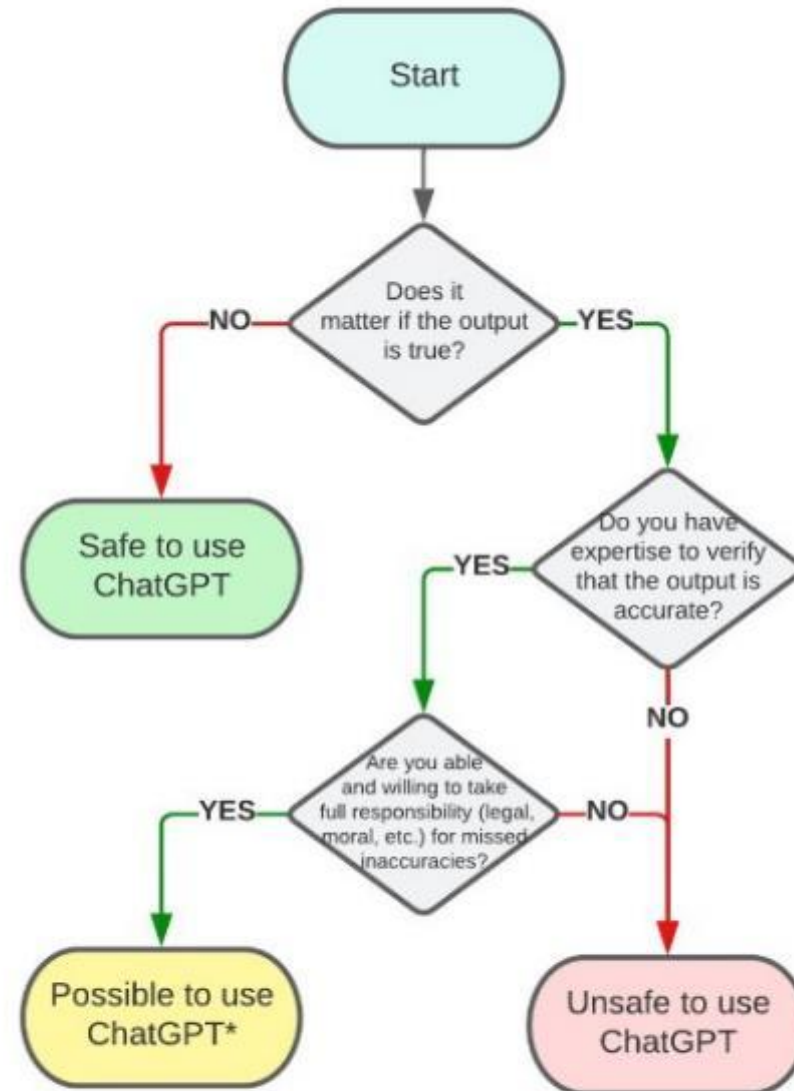 Start
Does it
matter if the output
is true?
NO
YES
Safe to use
ChatGPT
Do you have
expertise to verify
that the output is
accurate?
YES
NO
Are you able
and willing to take
full responsibility (legal,
moral, etc.) for missed
inaccuracies?
YES
NO
Possible to use
ChatGPT*
Unsafe to use
ChatGPT